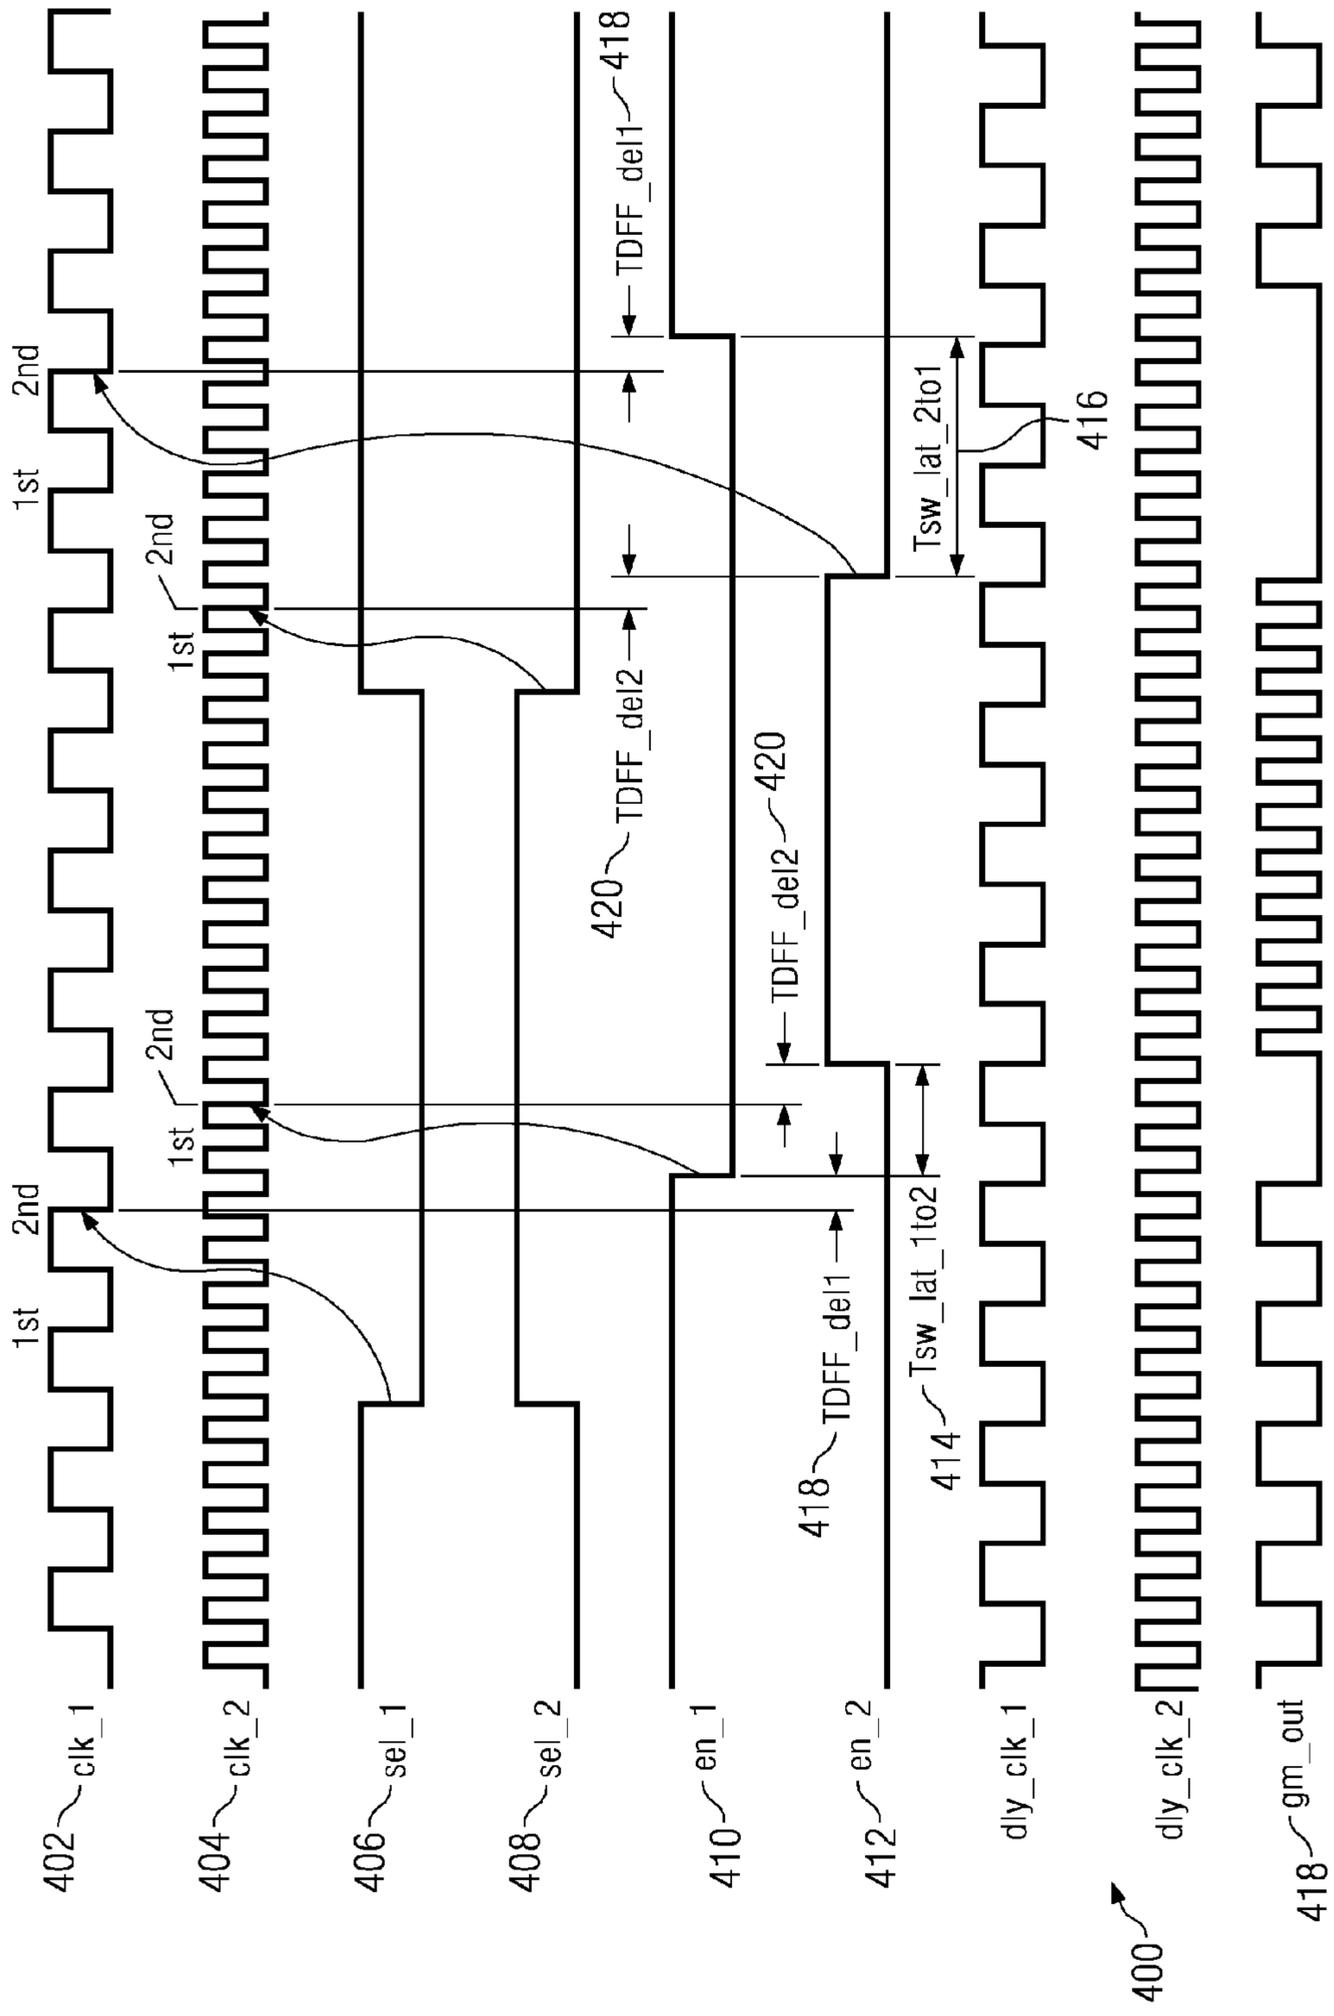 1st
2nd
1st
2nd
402 clk_1
1st
2nd
1st
2nd
404 clk_2
406 sel_1
408 sel_2
420 TDFF_del2
TDFF_del1 418
410 en_1
TDFF_del2 420
418 TDFF_del1
412 en_2
414 Tsw_lat_1to2
Tsw_lat_2to1
dly_clk_1
416
dly_clk_2
400
418 gm_out